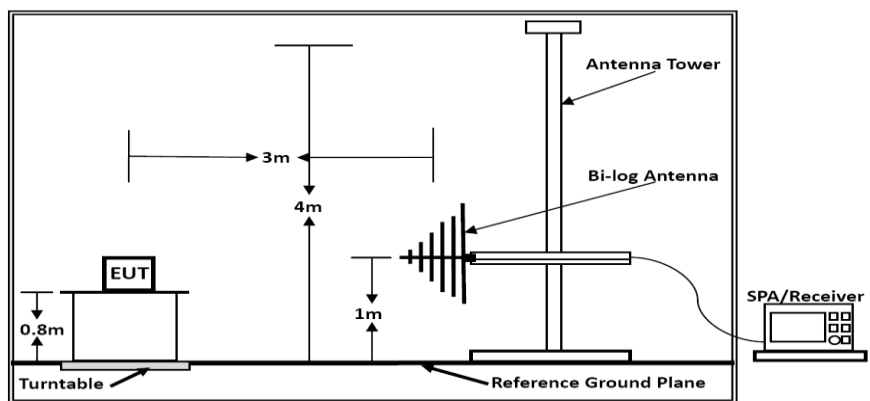 Antenna Tower
3m
Bi-log Antenna
4m
EUT
SPA/Receiver
0.8m
1m
Turntable
Reference Ground Plane